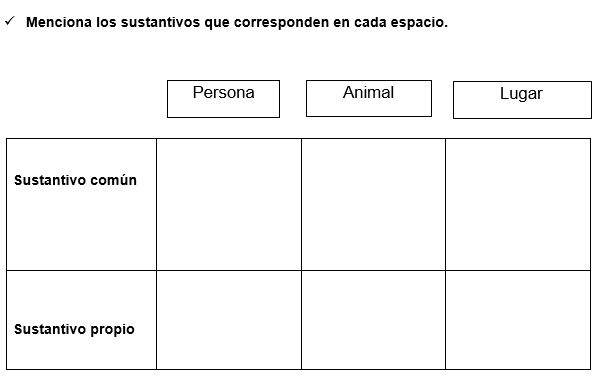 ✓ Menciona los sustantivos que corresponden en cada espacio.
Persona Animal Lugar
Sustantivo común
Sustantivo propio